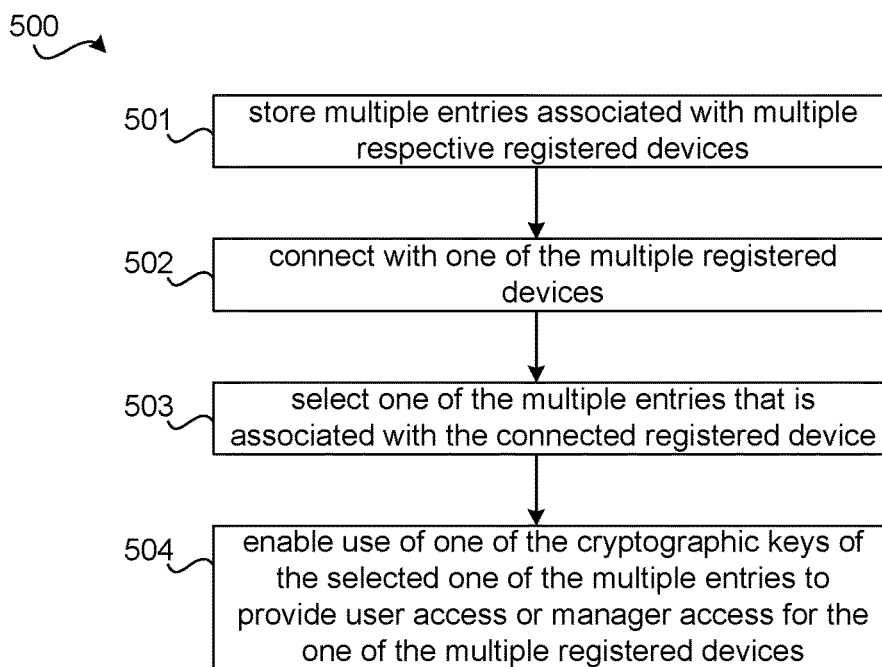 500
501
store multiple entries associated with multiple
respective registered devices
502
connect with one of the multiple registered
devices
503
select one of the multiple entries that is
associated with the connected registered device
504
enable use of one of the cryptographic keys of
the selected one of the multiple entries to
provide user access or manager access for the
one of the multiple registered devices